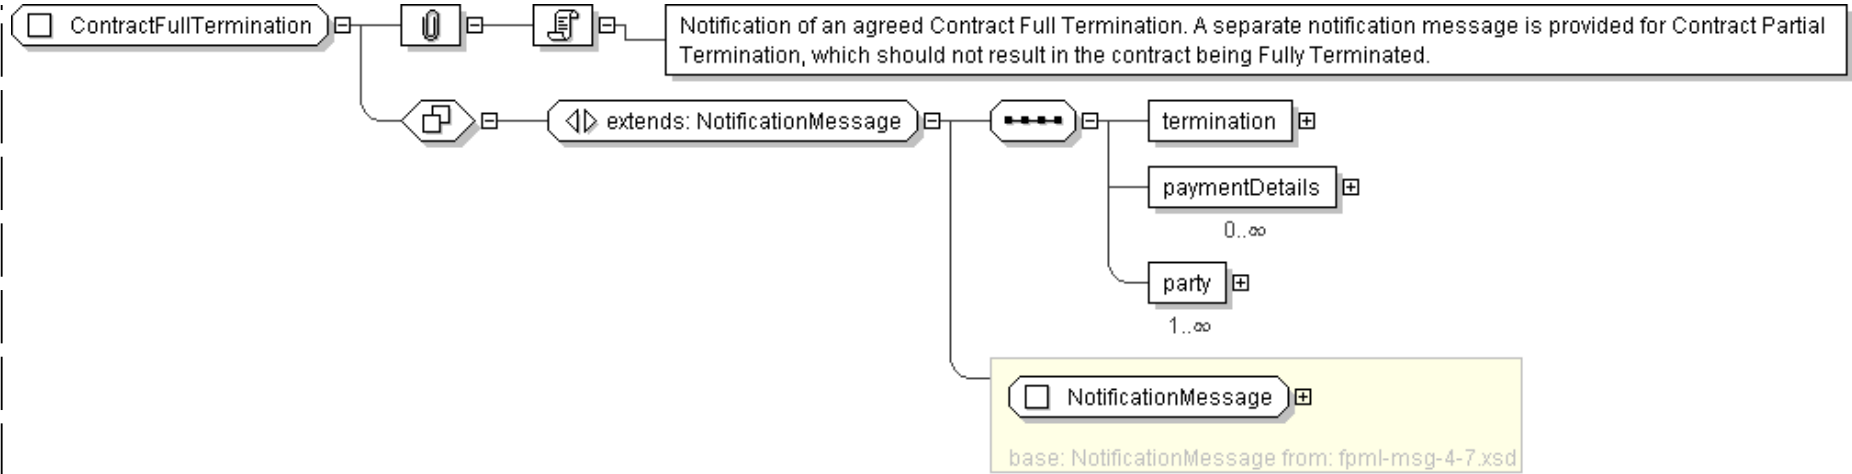 ContractFullTermination
Notification of an agreed Contract Full Termination. A separate notification message is provided for Contract Partial
Termination, which should not result in the contract being Fully Terminated.
extends: NotificationMessage
termination
paymentDetails
0..∞
party
1..∞
NotificationMessage
base: NotificationMessage from: fpml-msg-4-7.xsd